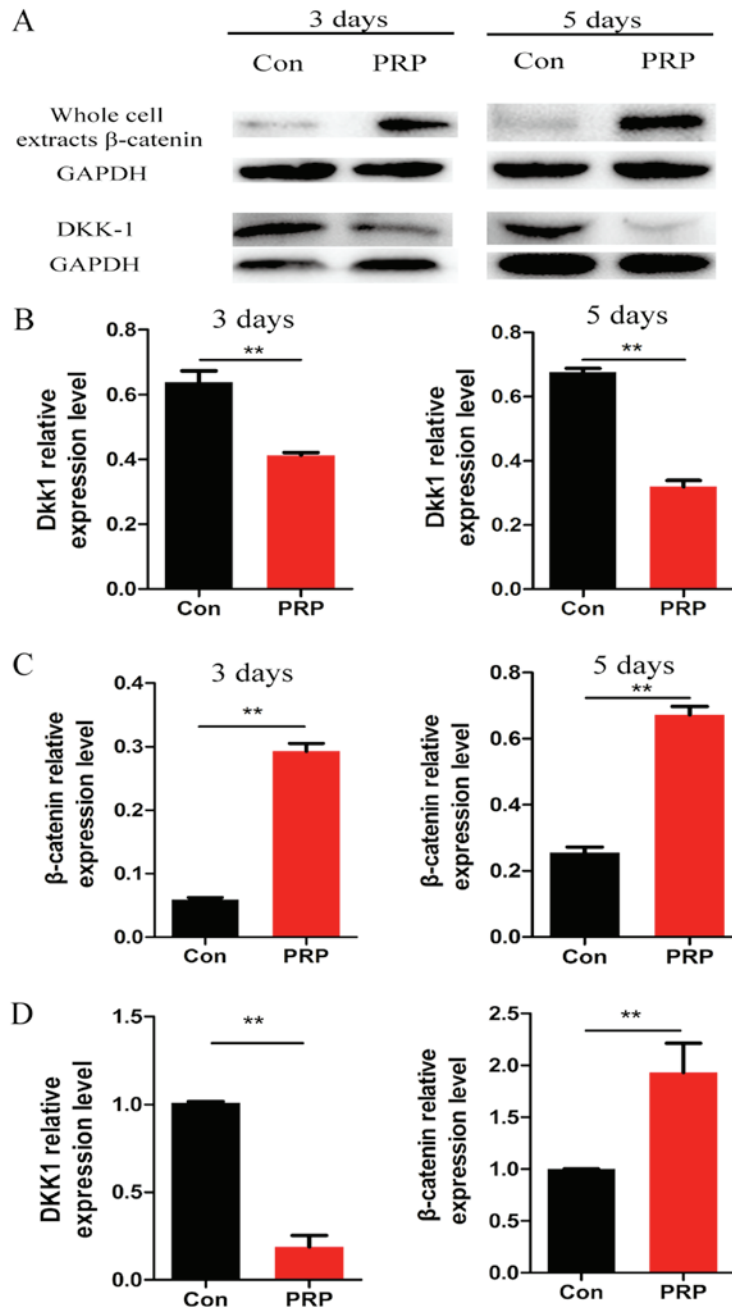 A
3 days
5 days
Con
PRP
Con
PRP
Whole cell
extracts β-catenin
GAPDH
DKK-1
GAPDH
B
3 days
5 days
**
**
0.8
0.6
0.4
0.2
0.0
Dkk1 relative
expression level
Con
PRP
0.8
0.6
0.4
0.2
0.0
Dkk1 relative
expression level
Con
PRP
C
3 days
5 days
**
**
0.4
0.3
0.2
0.1
0.0
β-catenin relative
expression level
Con
PRP
0.8
0.6
0.4
0.2
0.0
β-catenin relative
expression level
Con
PRP
D
**
**
1.5
1.0
0.5
0.0
DKK1 relative
expression level
Con
PRP
2.5
2.0
1.5
1.0
0.5
0.0
β-catenin relative
expression level
Con
PRP